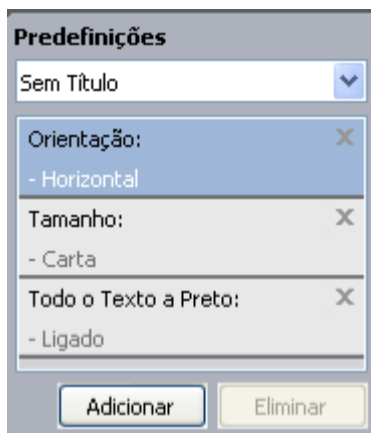 Predefinições
Sem Título
Orientação:
- Horizontal
Tamanho:
- Carta
Todo o Texto a Preto:
- Ligado
Adicionar Eliminar